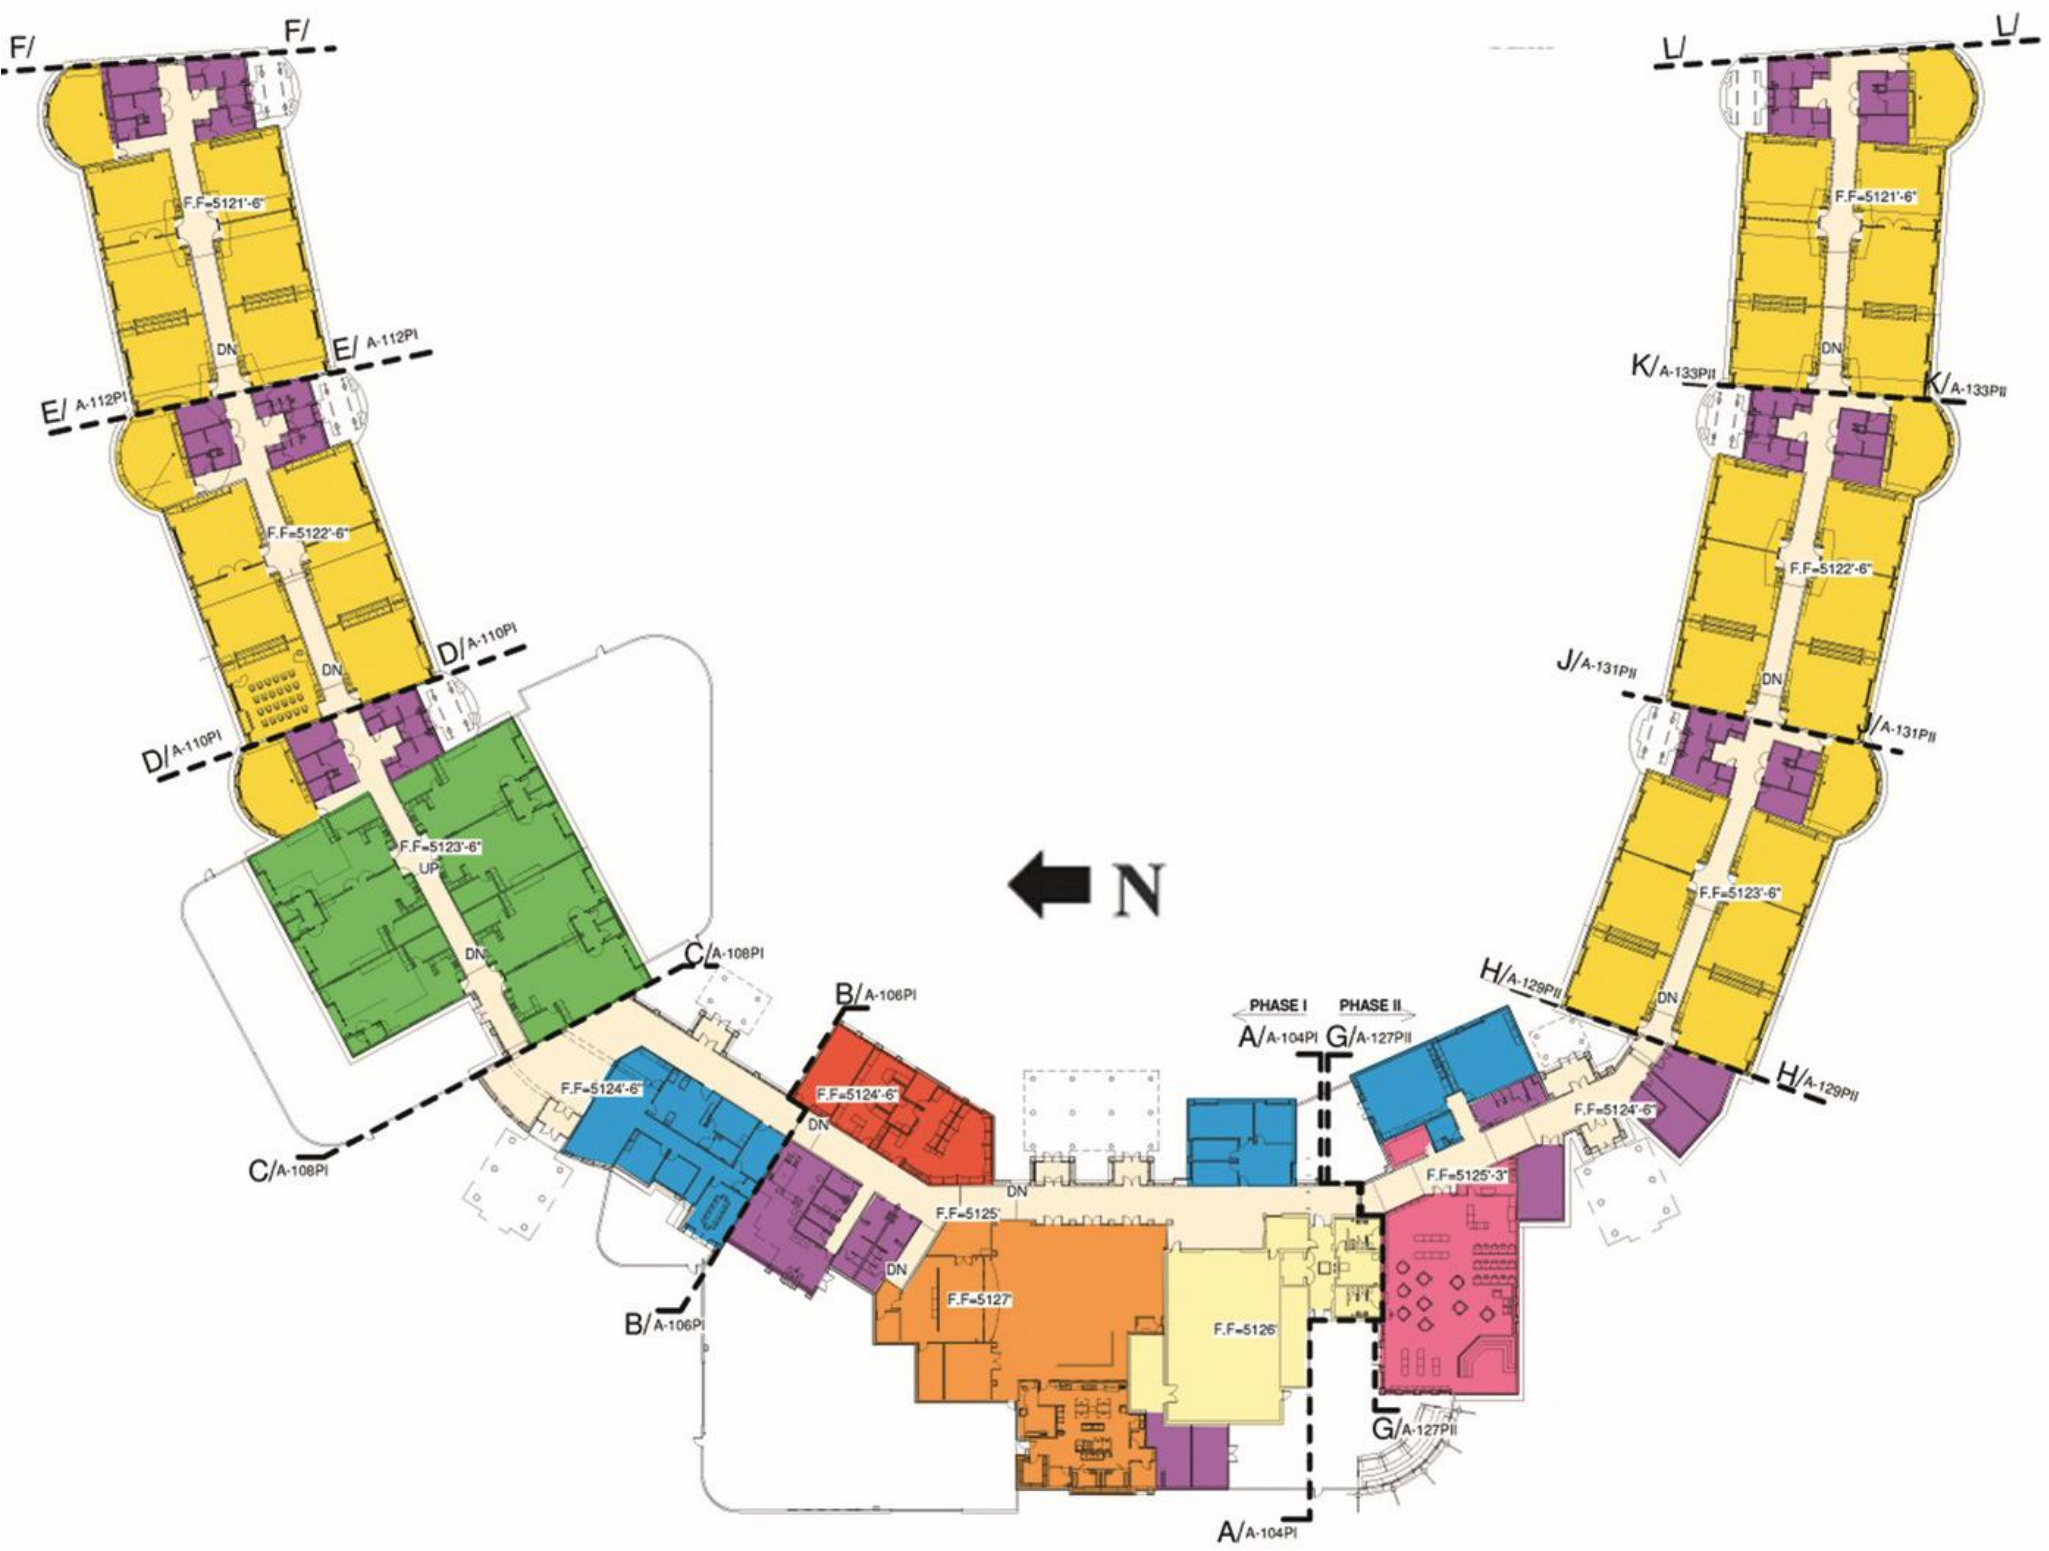 F/
F/
L/
L/
F.F=5121'-6"
F.F=5121'-6"
DN
DN
E/ A-112PI
E/ A-112PI
K/A-133PII
K/A-133PII
F.F=5122'-6"
F.F=5122'-6"
DN
DN
D/A-110PI
D/A-110PI
J/A-131PII
J/A-131PII
F.F=5123'-6"
UP
DN
N
F.F=5123'-6"
DN
C/A-108PI
C/A-108PI
B/A-106PI
H/A-129PII
H/A-129PII
PHASE I
PHASE II
A/A-104PI
G/A-127PII
F.F=5124'-6"
F.F=5124'-6"
DN
F.F=5124'-6"
F.F=5125'-3"
DN
F.F=5125'
DN
F.F=5127'
F.F=5126'
B/A-106PI
G/A-127PII
A/A-104PI